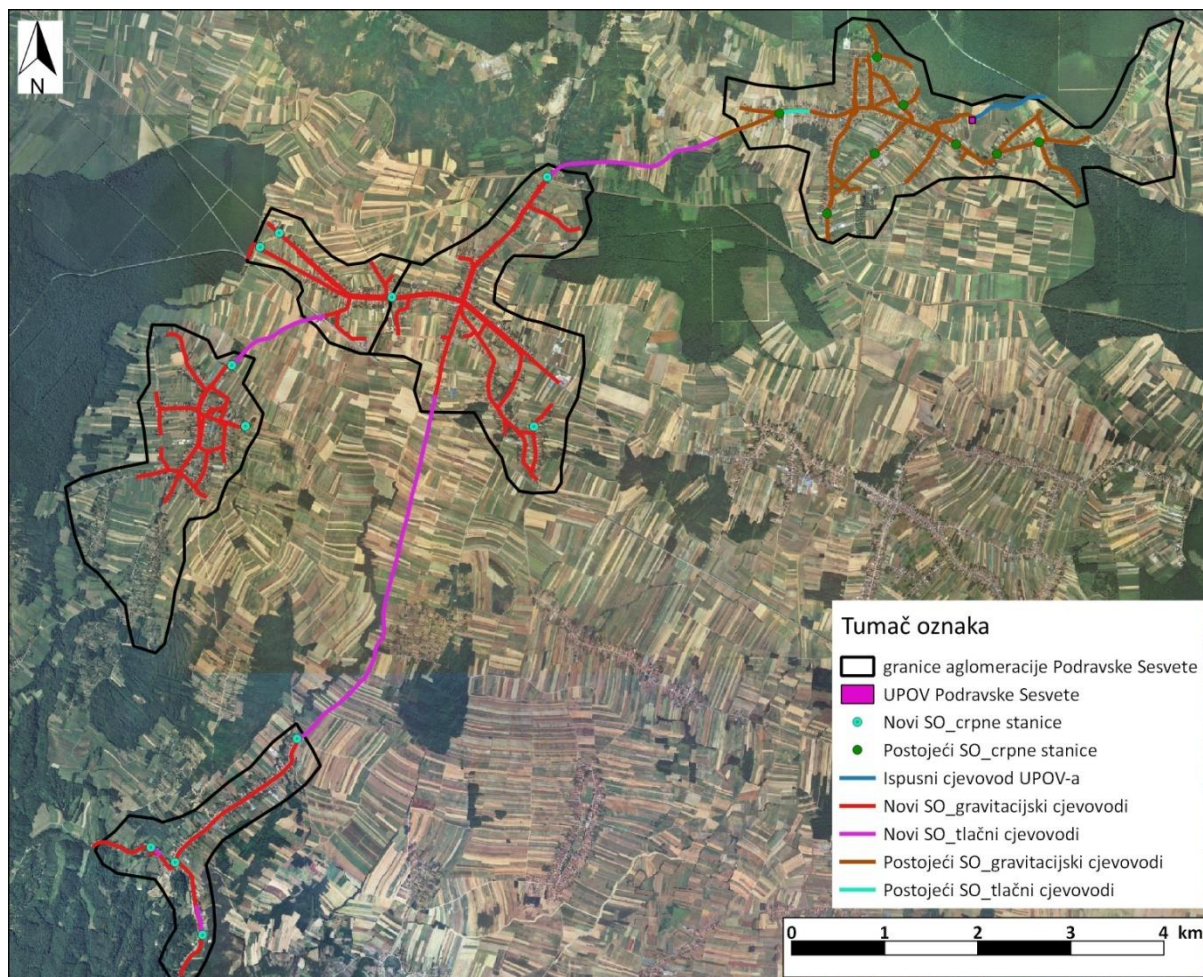 N
Tumač oznaka
granice aglomeracije Podravske Sesvete
UPOV Podravske Sesvete
Novi SO_crpne stanice
Postojeći SO_crpne stanice
Ispusni cjevovod UPOV-a
Novi SO_gravitacijski cjevovodi
Novi SO_tlačni cjevovodi
Postojeći SO_gravitacijski cjevovodi
Postojeći SO_tlačni cjevovodi
0 1 2 3 4 km